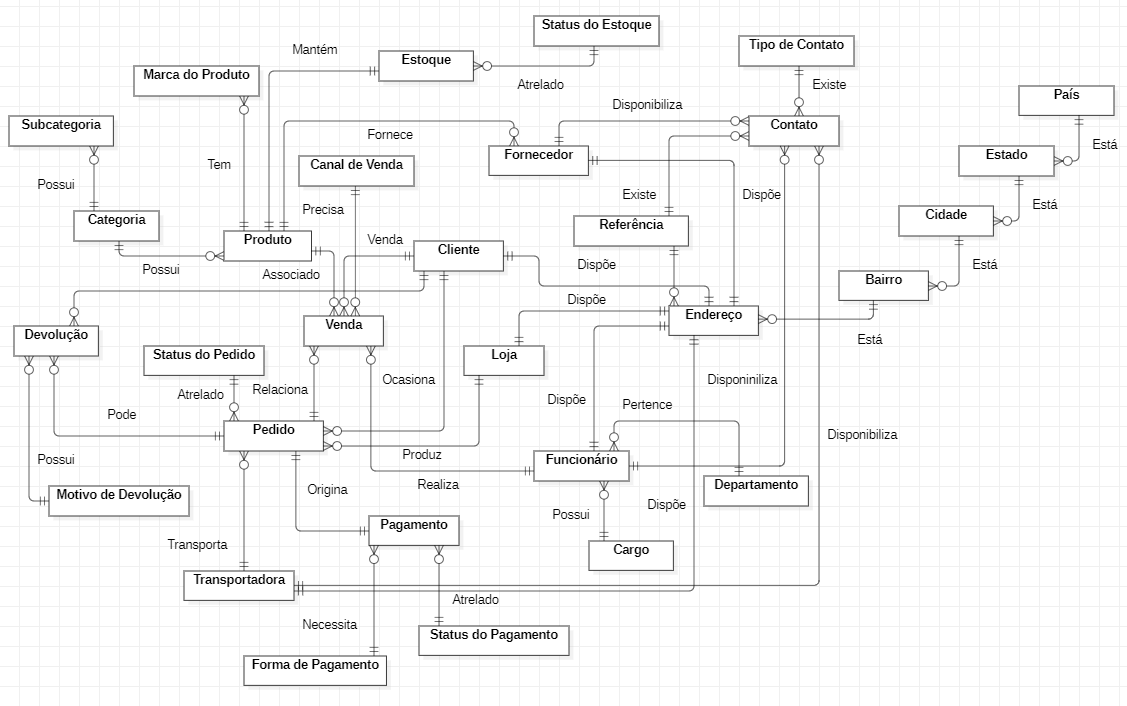 Status do Estoque
Tipo de Contato
Mantém
Estoque
Marca do Produto
Atrelado
Existe
País
Disponibiliza
Subcategoria
Contato
Fornece
Está
Fornecedor
Estado
Tem
Canal de Venda
Possui
Existe
Dispõe
Precisa
Está
Categoria
Cidade
Referência
Produto
Venda
Cliente
Possui
Associado
Dispõe
Está
Bairro
Dispõe
Endereço
Devolução
Venda
Está
Status do Pedido
Loja
Ocasiona
Disponiniliza
Relaciona
Atrelado
Dispõe
Pertence
Pode
Pedido
Disponibiliza
Possui
Produz
Funcionário
Realiza
Departamento
Motivo de Devolução
Origina
Possui
Dispõe
Pagamento
Transporta
Cargo
Transportadora
Atrelado
Necessita
Status do Pagamento
Forma de Pagamento